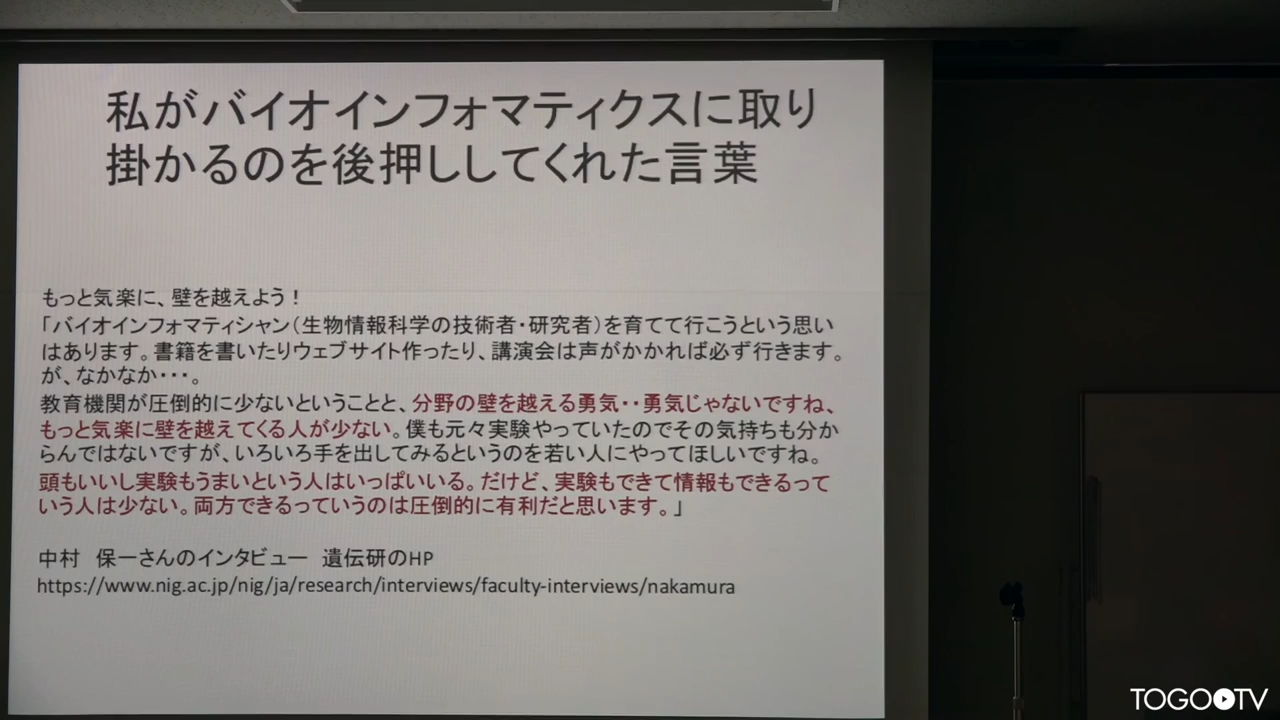 私がバイオインフォマティクスに取り
掛かるのを後押ししてくれた言葉
もっと気楽に、壁を越えよう！
「バイオインフォマティシャン（生物情報科学の技術者・研究者）を育てて行こうという思い
はあります。書籍を書いたりウェブサイト作ったり、講演会は声がかかれば必ず行きます。
が、なかなか・・・。
教育機関が圧倒的に少ないということと、分野の壁を越える勇気・・勇気じゃないですね、
もっと気楽に壁を越えてくる人が少ない。僕も元々実験やっていたのでその気持ちも分か
らんではないですが、いろいろ手を出してみるというのを若い人にやってほしいですね。
頭もいいし実験もうまいという人はいっぱいいる。だけど、実験もできて情報もできるって
いう人は少ない。両方できるっていうのは圧倒的に有利だと思います。」
中村　保一さんのインタビュー　遺伝研のHP
https://www.nig.ac.jp/nig/ja/research/interviews/faculty-interviews/nakamura
TOGOTV